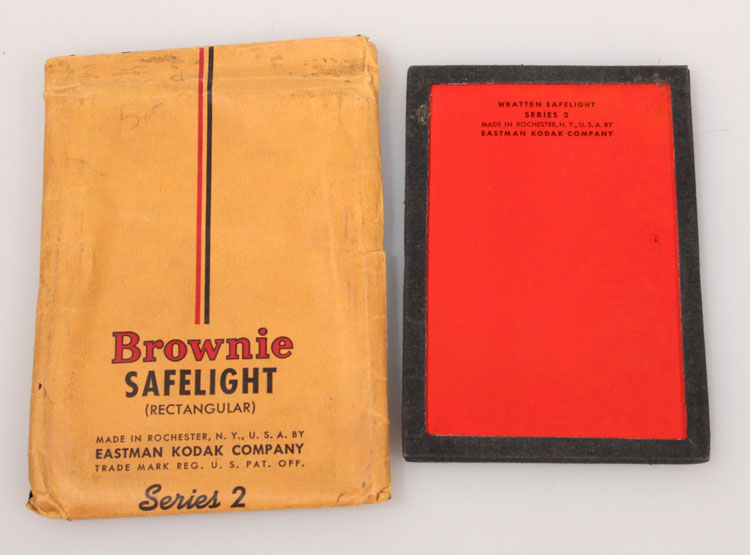 Brownie
SAFELIGHT
(RECTANGULAR)
MADE IN ROCHESTER, N. Y., U. S. A. BY
EASTMAN KODAK COMPANY
TRADE MARK REG. U. S. PAT. OFF.
Series 2
WRATTEN SAFELIGHT
SERIES 2
MADE IN ROCHESTER, N. Y., U. S. A. BY
EASTMAN KODAK COMPANY